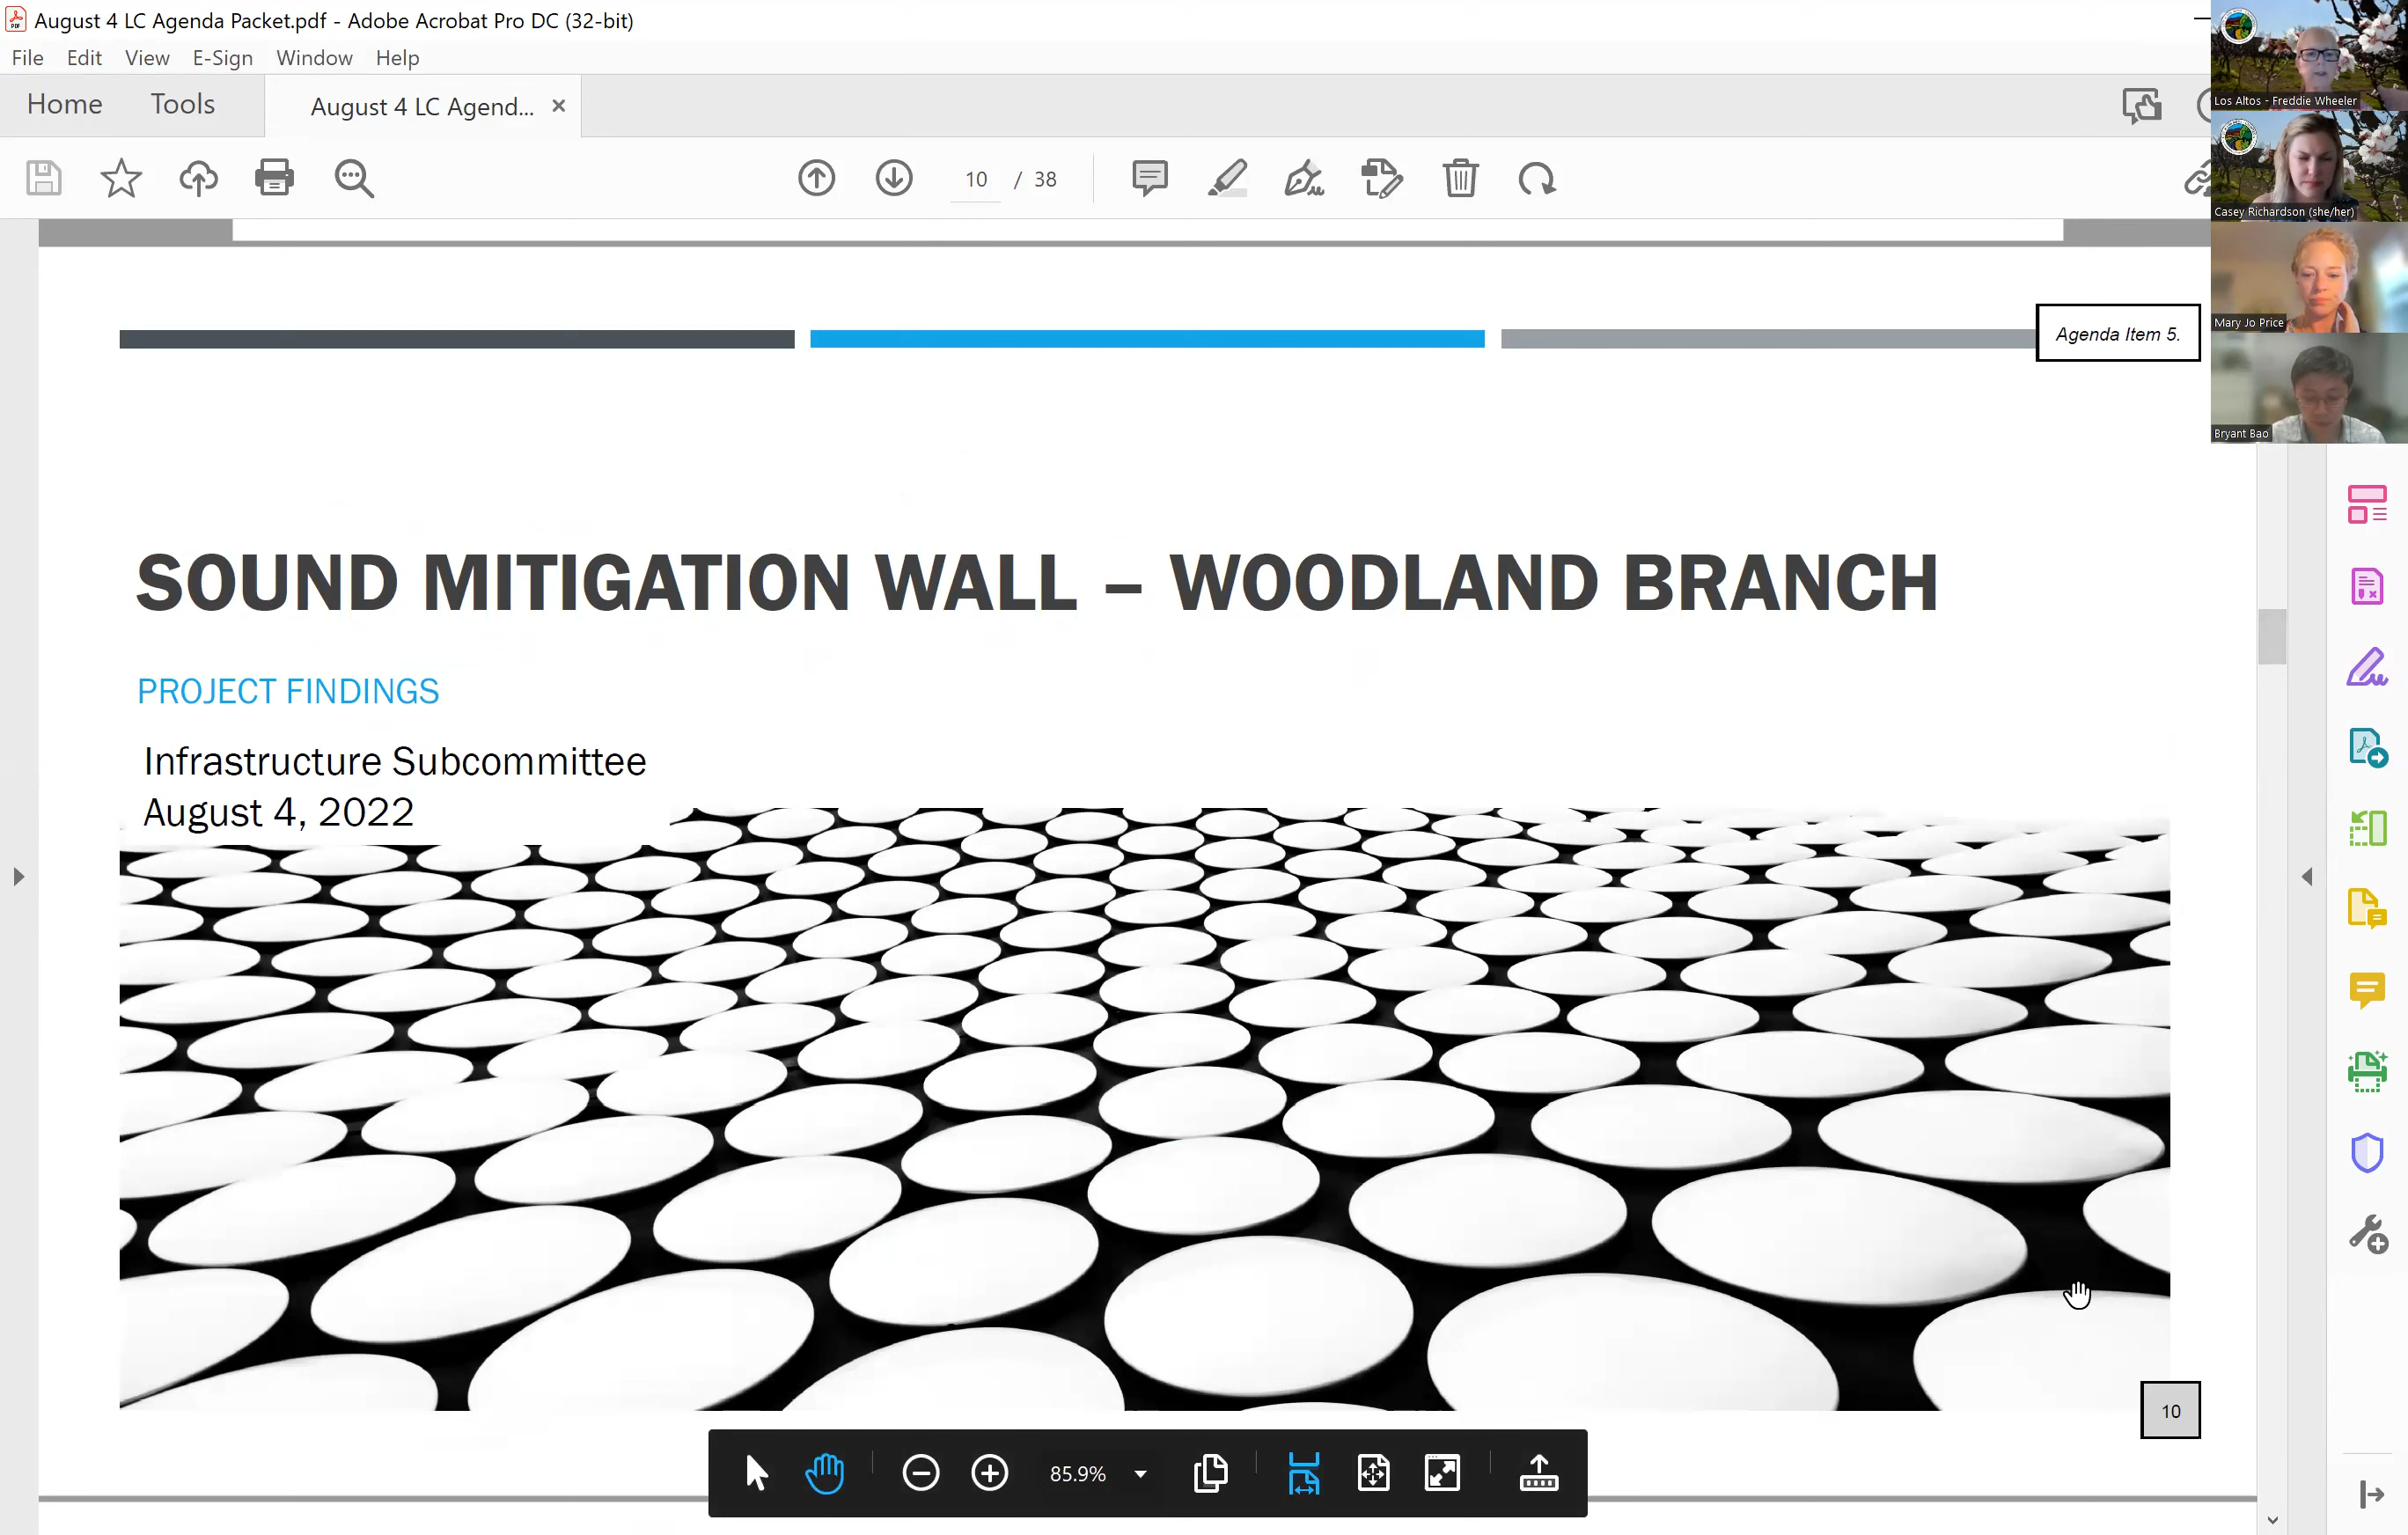 August 4 LC Agenda Packet.pdf - Adobe Acrobat Pro DC (32-bit)
File Edit View E-Sign Window Help
Home Tools August 4 LC Agend... ×
10 / 38
Los Altos - Freddie Wheeler
Casey Richardson (she/her)
Mary Jo Price
Bryant Bao
Agenda Item 5.
SOUND MITIGATION WALL – WOODLAND BRANCH
PROJECT FINDINGS
Infrastructure Subcommittee
August 4, 2022
10
85.9%